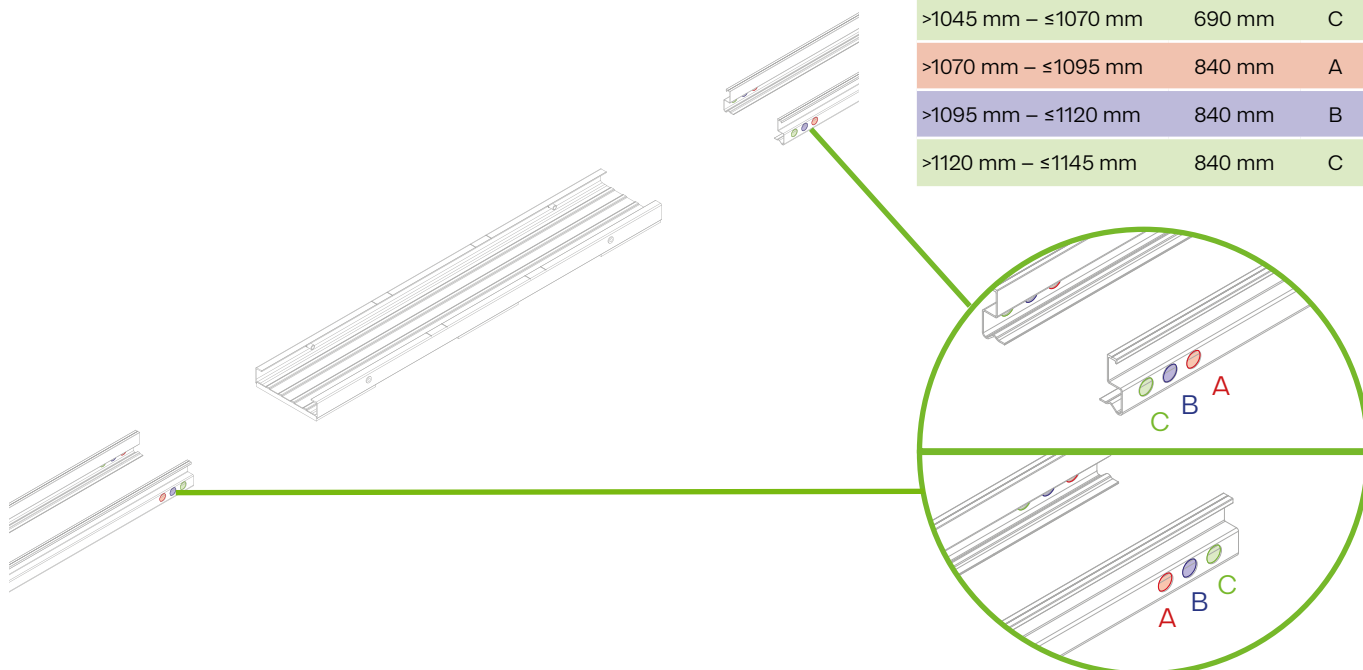 >1045 mm – ≤1070 mm 690 mm C
>1070 mm – ≤1095 mm 840 mm A
>1095 mm – ≤1120 mm 840 mm B
>1120 mm – ≤1145 mm 840 mm C
C B A
A B C